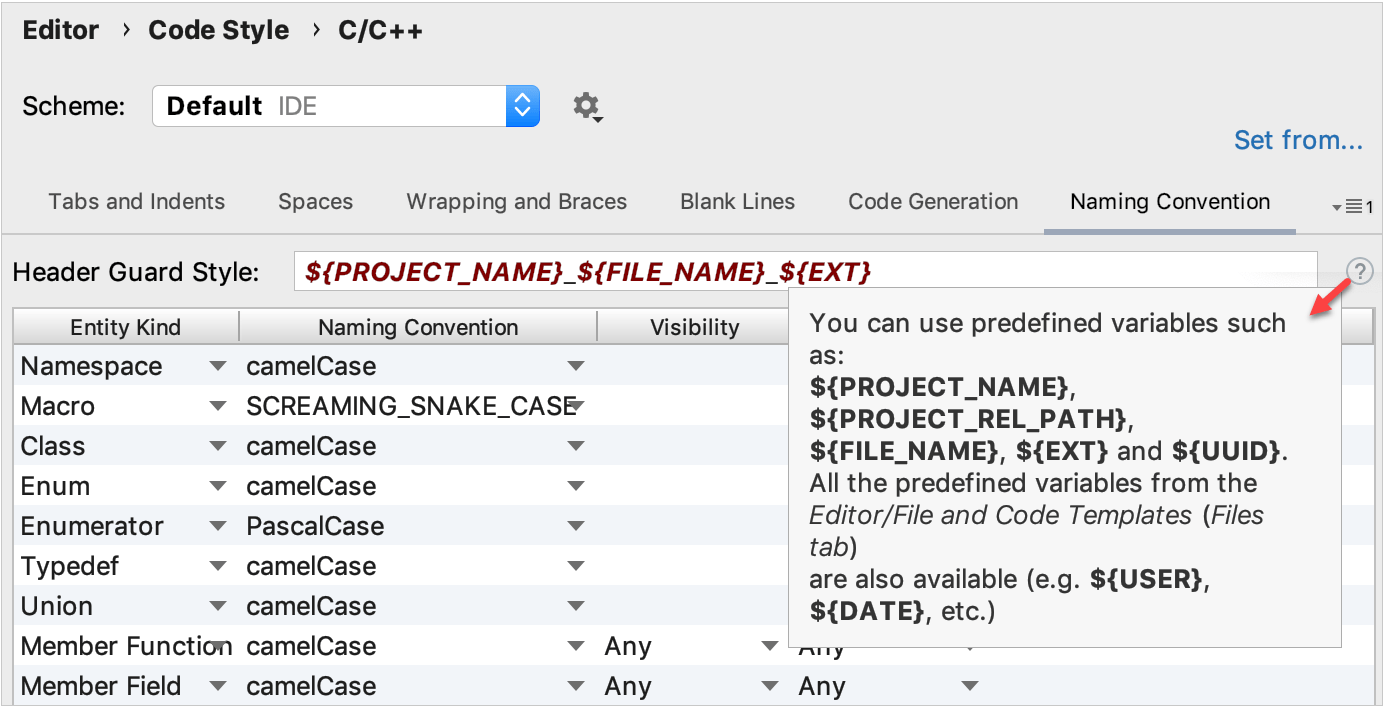 Editor › Code Style › C/C++
Scheme: Default IDE
Set from...
Tabs and Indents Spaces Wrapping and Braces Blank Lines Code Generation Naming Convention 1
Header Guard Style: ${PROJECT_NAME}_${FILE_NAME}_${EXT} ?
Entity Kind Naming Convention Visibility
You can use predefined variables such
as:
${PROJECT_NAME},
${PROJECT_REL_PATH},
${FILE_NAME}, ${EXT} and ${UUID}.
All the predefined variables from the
Editor/File and Code Templates (Files
tab)
are also available (e.g. ${USER},
${DATE}, etc.)
Namespace camelCase
Macro SCREAMING_SNAKE_CASE
Class camelCase
Enum camelCase
Enumerator PascalCase
Typedef camelCase
Union camelCase
Member Function camelCase Any Any
Member Field camelCase Any Any